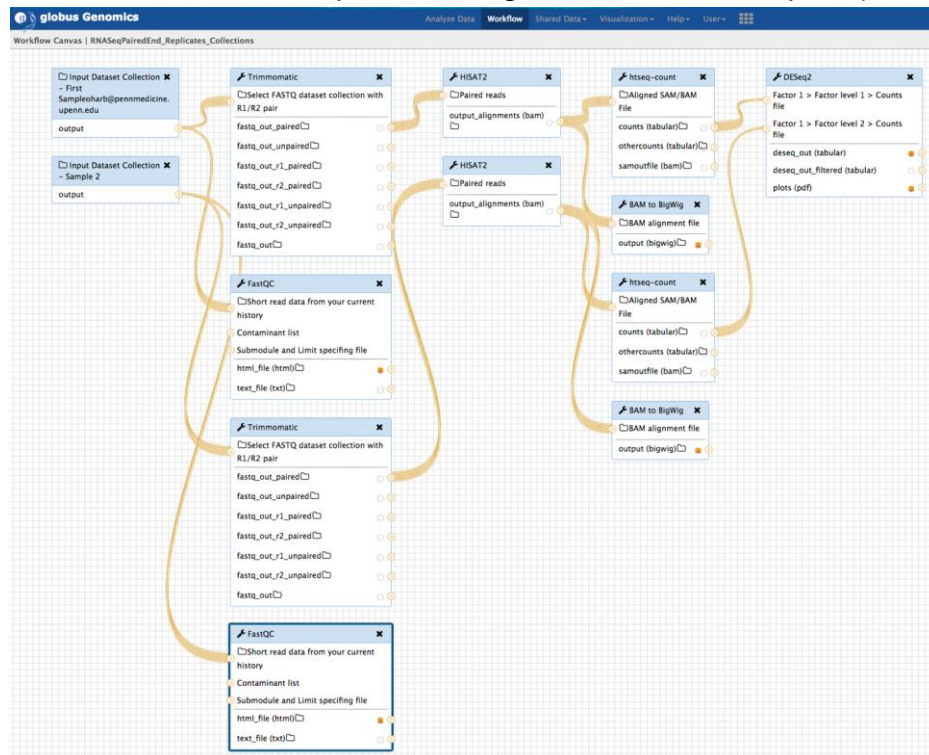 globus Genomics
Analyze Data Workflow Shared Data Visualization Help User
Workflow Canvas | RNASeqPairedEnd_Replicates_Collections
Input Dataset Collection
- First
Sampleoharb@pennmedicine.
upenn.edu
output
Input Dataset Collection
- Sample 2
output
Trimmomatic
Select FASTQ dataset collection with
R1/R2 pair
fastq_out_paired
fastq_out_unpaired
fastq_out_r1_paired
fastq_out_r2_paired
fastq_out_r1_unpaired
fastq_out_r2_unpaired
fastq_out
FastQC
Short read data from your current
history
Contaminant list
Submodule and Limit specifing file
html_file (html)
text_file (txt)
Trimmomatic
Select FASTQ dataset collection with
R1/R2 pair
fastq_out_paired
fastq_out_unpaired
fastq_out_r1_paired
fastq_out_r2_paired
fastq_out_r1_unpaired
fastq_out_r2_unpaired
fastq_out
FastQC
Short read data from your current
history
Contaminant list
Submodule and Limit specifing file
html_file (html)
text_file (txt)
HISAT2
Paired reads
output_alignments (bam)
HISAT2
Paired reads
output_alignments (bam)
htseq-count
Aligned SAM/BAM
File
counts (tabular)
othercounts (tabular)
samoutfile (bam)
BAM to BigWig
BAM alignment file
output (bigwig)
htseq-count
Aligned SAM/BAM
File
counts (tabular)
othercounts (tabular)
samoutfile (bam)
BAM to BigWig
BAM alignment file
output (bigwig)
DESeq2
Factor 1 > Factor level 1 > Counts
file
Factor 1 > Factor level 2 > Counts
file
deseq_out (tabular)
deseq_out_filtered (tabular)
plots (pdf)